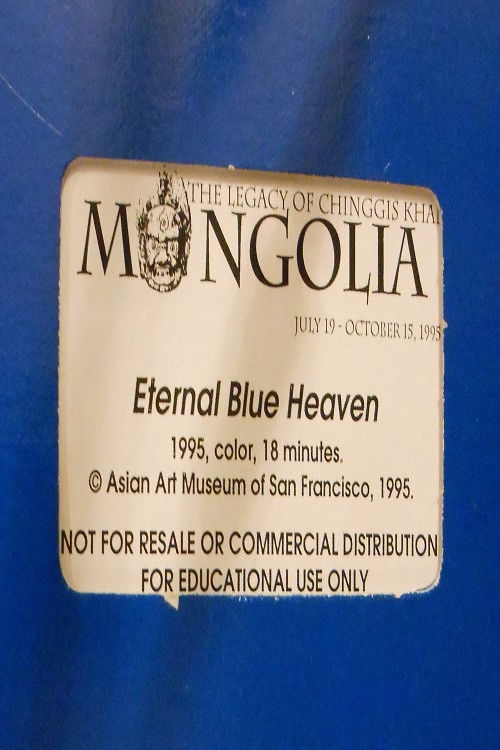 THE LEGACY OF CHINGGIS KHA
M NGOLIA
JULY 19 - OCTOBER 15, 1995
Eternal Blue Heaven
1995, color, 18 minutes.
© Asian Art Museum of San Francisco, 1995.
NOT FOR RESALE OR COMMERCIAL DISTRIBUTION
FOR EDUCATIONAL USE ONLY